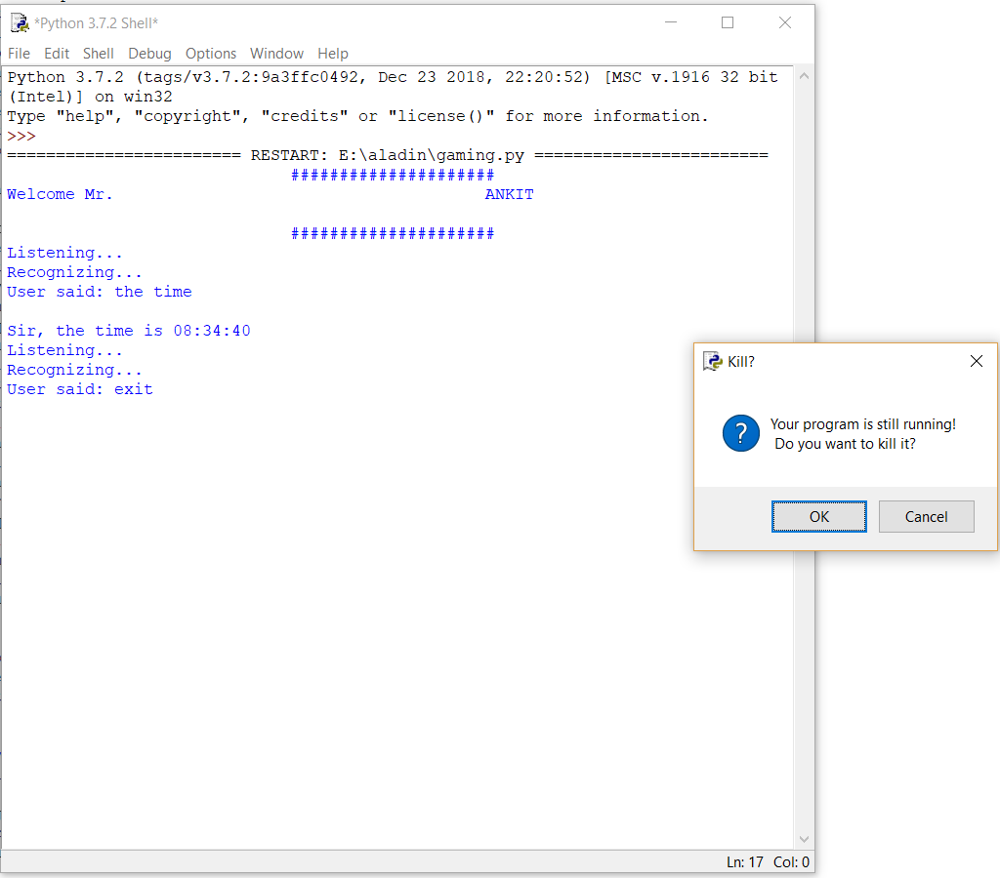 *Python 3.7.2 Shell*
File Edit Shell Debug Options Window Help
Python 3.7.2 (tags/v3.7.2:9a3ffc0492, Dec 23 2018, 22:20:52) [MSC v.1916 32 bit
(Intel)] on win32
Type "help", "copyright", "credits" or "license()" for more information.
>>>
======================== RESTART: E:\aladin\gaming.py ========================
#####################
Welcome Mr. ANKIT
#####################
Listening...
Recognizing...
User said: the time
Sir, the time is 08:34:40
Listening...
Recognizing...
User said: exit
Kill?
Your program is still running!
Do you want to kill it?
OK Cancel
Ln: 17 Col: 0